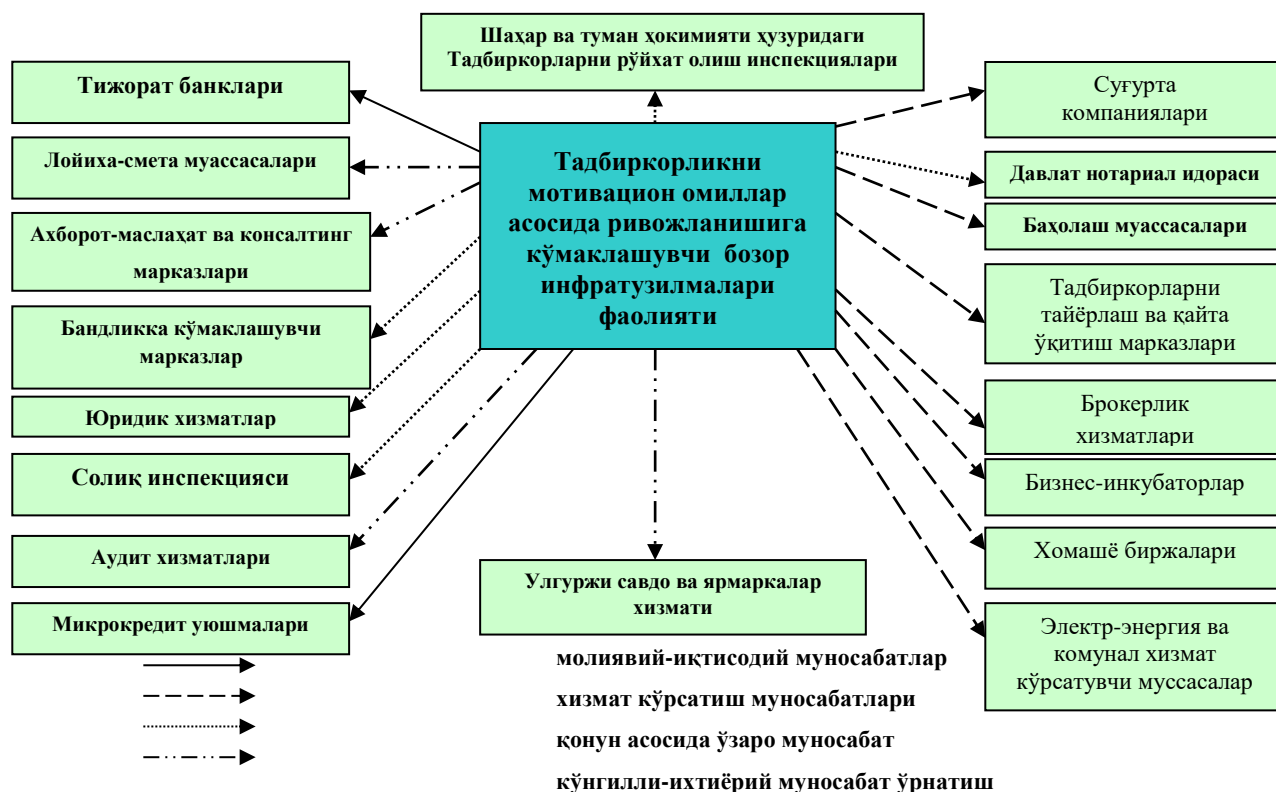 Шаҳар ва туман ҳокимияти ҳузуридаги
Тадбиркорларни рўйхат олиш инспекциялари
Тижорат банклари
Лойиха-смета муассасалари
Ахборот-маслаҳат ва консалтинг
марказлари
Бандликка кўмаклашувчи
марказлар
Юридик хизматлар
Солиқ инспекцияси
Аудит хизматлари
Микрокредит уюшмалари
Тадбиркорликни
мотивацион омиллар
асосида ривожланишига
кўмаклашувчи бозор
инфратузилмалари
фаолияти
Улгуржи савдо ва ярмаркалар
хизмати
Суғурта
компаниялари
Давлат нотариал идораси
Баҳолаш муассасалари
Тадбиркорларни
тайёрлаш ва қайта
ўқитиш марказлари
Брокерлик
хизматлари
Бизнес-инкубаторлар
Хомашё биржалари
Электр-энергия ва
комунал хизмат
кўрсатувчи муссасалар
молиявий-иқтисодий муносабатлар
хизмат кўрсатиш муносабатлари
қонун асосида ўзаро муносабат
кўнгилли-ихтиёрий муносабат ўрнатиш